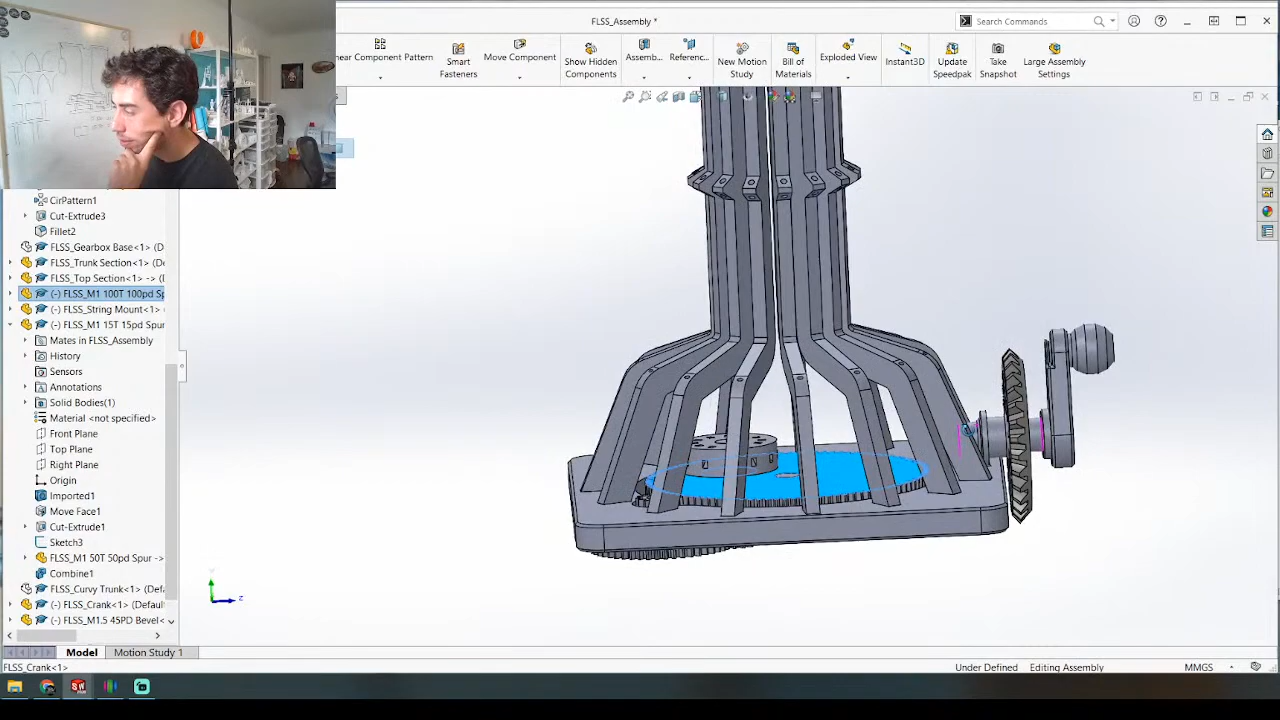 FLSS_Assembly *
Search Commands
near Component Pattern
Smart
Fasteners
Move Component
Show Hidden
Components
Assemb...
Referenc...
New Motion
Study
Bill of
Materials
Exploded View
Instant3D
Update
Speedpak
Take
Snapshot
Large Assembly
Settings
CirPattern1
Cut-Extrude3
Fillet2
FLSS_Gearbox Base<1> (D
FLSS_Trunk Section<1> (De
FLSS_Top Section<1> -> (
(-) FLSS_M1 100T 100pd Sp
(-) FLSS_String Mount<1>
(-) FLSS_M1 15T 15pd Spur
Mates in FLSS_Assembly
History
Sensors
Annotations
Solid Bodies(1)
Material <not specified>
Front Plane
Top Plane
Right Plane
Origin
Imported1
Move Face1
Cut-Extrude1
Sketch3
FLSS_M1 50T 50pd Spur ->
Combine1
FLSS_Curvy Trunk<1> (Defa
(-) FLSS_Crank<1> (Default
(-) FLSS_M1.5 45PD Bevel<
z
Model
Motion Study 1
FLSS_Crank<1>
Under Defined
Editing Assembly
MMGS
SW